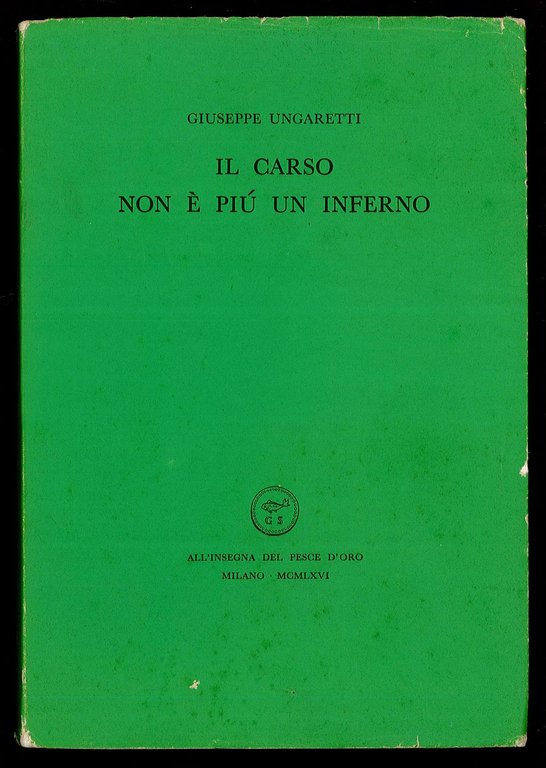 GIUSEPPE UNGARETTI
IL CARSO
NON È PIÚ UN INFERNO
G S
ALL'INSEGNA DEL PESCE D'ORO
MILANO · MCMLXVI